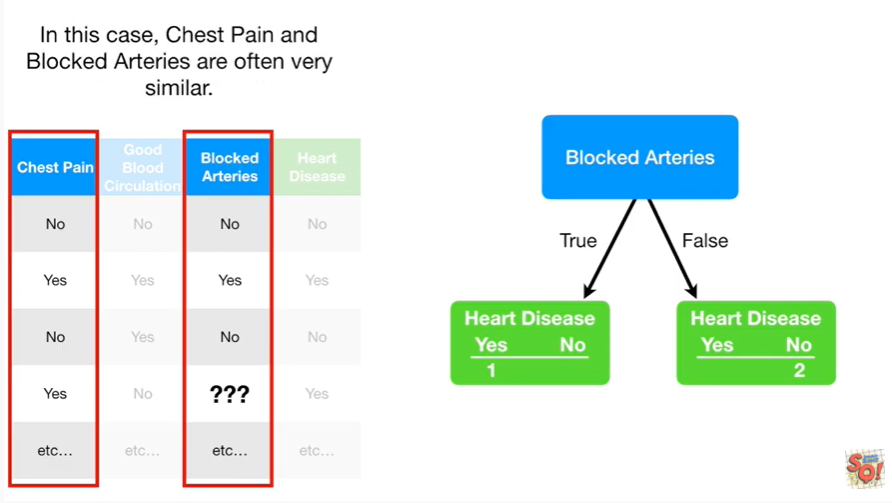 In this case, Chest Pain and
Blocked Arteries are often very
similar.
Chest Pain Good Blood Circulation Blocked Arteries Heart Disease
No No No No
Yes Yes Yes Yes
No Yes No No
Yes No ??? Yes
etc... etc... etc... etc...
Blocked Arteries
True False
Heart Disease Heart Disease
Yes No Yes No
1 2
SQ!